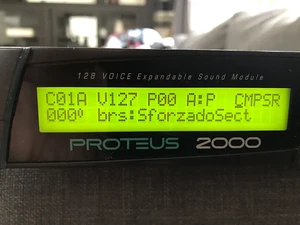 128 VOICE Expandable Sound Module
C01A V127 P00 A:P CMPSR
000⁰ brs:SforzadoSect
PROTEUS 2000